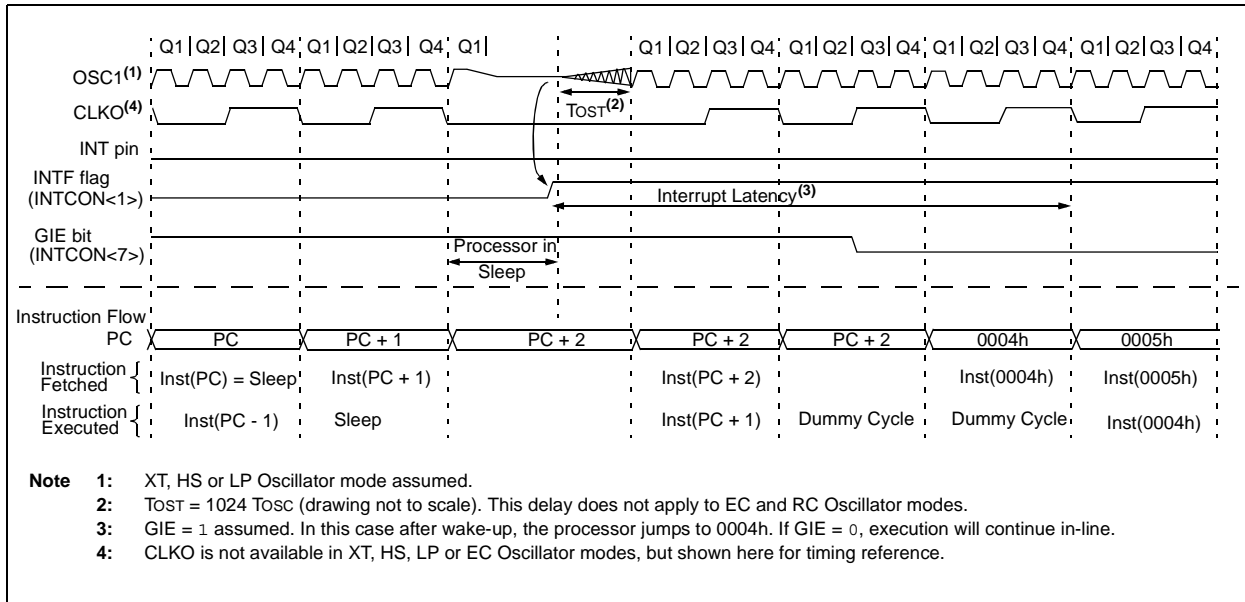 Q1 Q2 Q3 Q4 Q1 Q2 Q3 Q4 Q1 Q1 Q2 Q3 Q4 Q1 Q2 Q3 Q4 Q1 Q2 Q3 Q4 Q1 Q2 Q3 Q4
OSC1(1)
CLKO(4)
TOST(2)
INT pin
INTF flag
(INTCON<1>)
Interrupt Latency(3)
GIE bit
(INTCON<7>)
Processor in
Sleep
Instruction Flow
PC PC PC + 1 PC + 2 PC + 2 PC + 2 0004h 0005h
Instruction
Fetched { Inst(PC) = Sleep Inst(PC + 1) Inst(PC + 2) Inst(0004h) Inst(0005h)
Instruction
Executed { Inst(PC - 1) Sleep Inst(PC + 1) Dummy Cycle Dummy Cycle Inst(0004h)
Note 1: XT, HS or LP Oscillator mode assumed.
2: TOST = 1024 TOSC (drawing not to scale). This delay does not apply to EC and RC Oscillator modes.
3: GIE = 1 assumed. In this case after wake-up, the processor jumps to 0004h. If GIE = 0, execution will continue in-line.
4: CLKO is not available in XT, HS, LP or EC Oscillator modes, but shown here for timing reference.